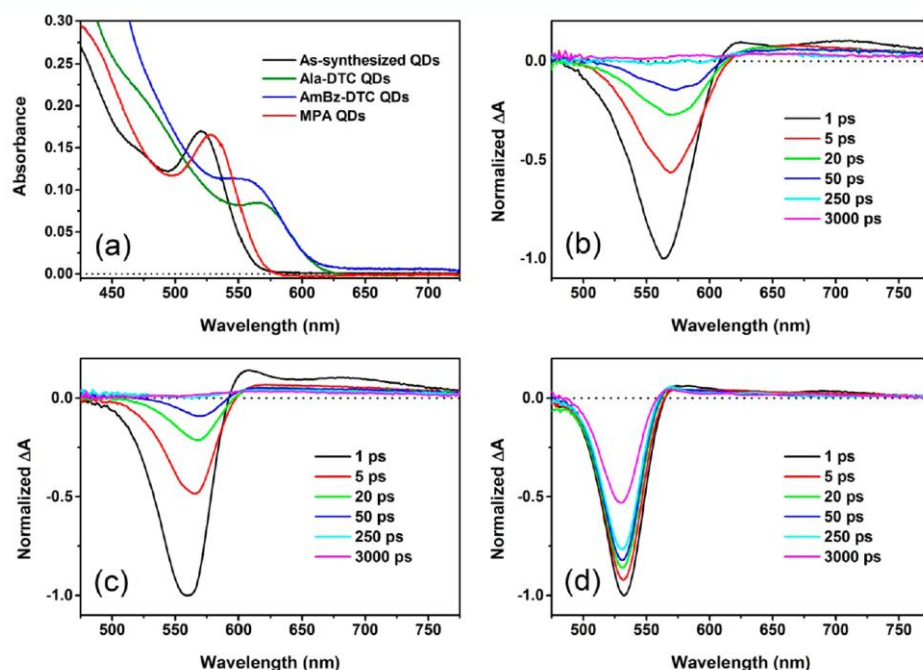 0.30
0.25
0.20
0.15
0.10
0.05
0.00
Absorbance
As-synthesized QDs
Ala-DTC QDs
AmBz-DTC QDs
MPA QDs
(a)
450 500 550 600 650 700
Wavelength (nm)
0.0
-0.5
-1.0
Normalized ΔA
1 ps
5 ps
20 ps
50 ps
250 ps
3000 ps
(b)
500 550 600 650 700 750
Wavelength (nm)
0.0
-0.5
-1.0
Normalized ΔA
1 ps
5 ps
20 ps
50 ps
250 ps
3000 ps
(c)
500 550 600 650 700 750
Wavelength (nm)
0.0
-0.5
-1.0
Normalized ΔA
1 ps
5 ps
20 ps
50 ps
250 ps
3000 ps
(d)
500 550 600 650 700 750
Wavelength (nm)